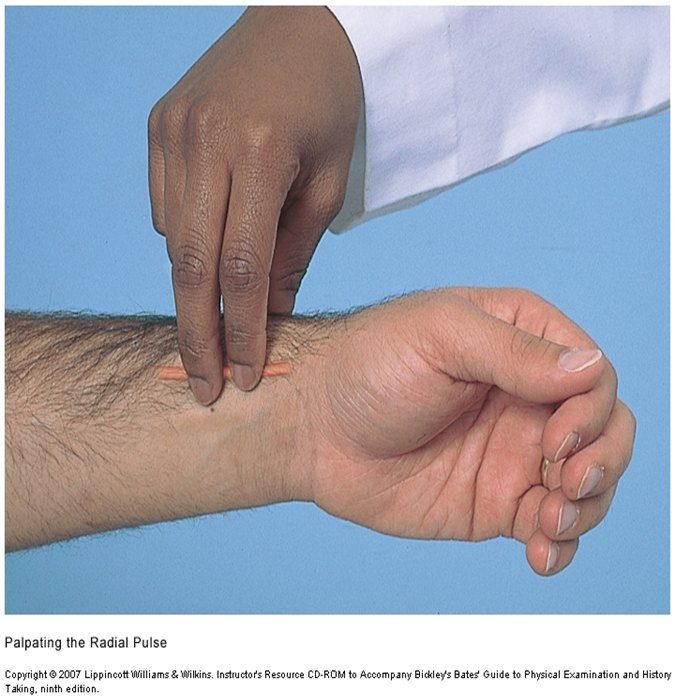 Palpating the Radial Pulse
Copyright © 2007 Lippincott Williams & Wilkins. Instructor's Resource CD-ROM to Accompany Bickley's Bates' Guide to Physical Examination and History
Taking, ninth edition.